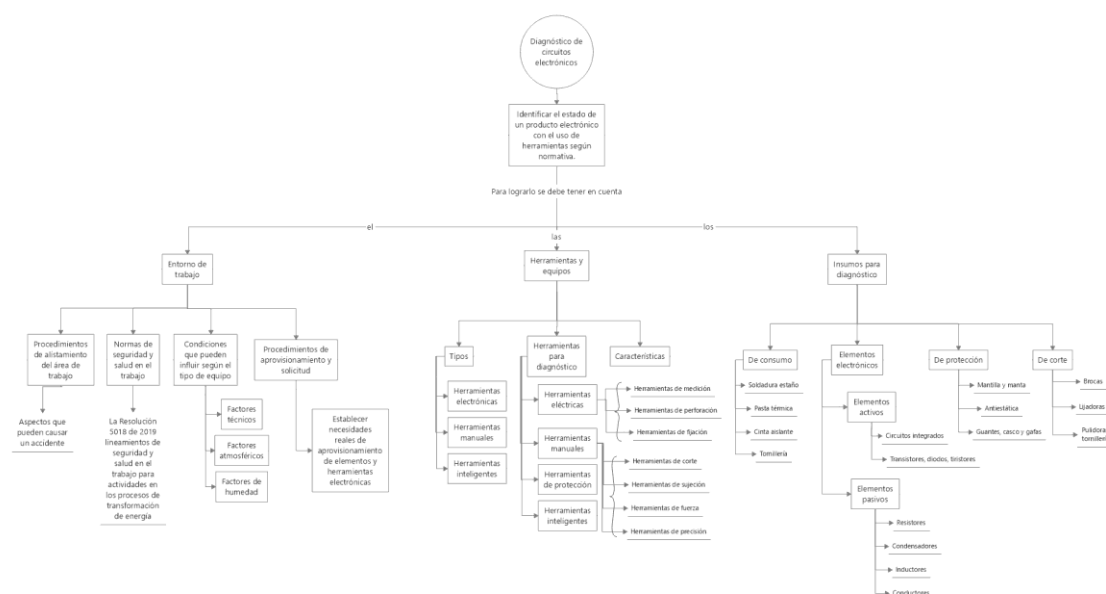 Diagnóstico de
circuitos
electrónicos
Identificar el estado de
un producto electrónico
con el uso de
herramientas según
normativa.
Para lograrlo se debe tener en cuenta
el
las
los
Entorno de
trabajo
Procedimientos
de alistamiento
del área de
trabajo
Aspectos que
pueden causar
un accidente
Normas de
seguridad y
salud en el
trabajo
La Resolución
5018 de 2019
lineamientos de
seguridad y
salud en el
trabajo para
actividades en
los procesos de
transformación
de energía
Condiciones
que pueden
influir según el
tipo de equipo
Factores
técnicos
Factores
atmosféricos
Factores
de humedad
Procedimientos de
aprovisionamiento y
solicitud
Establecer
necesidades
reales de
aprovisionamiento
de elementos y
herramientas
electrónicas
Herramientas y
equipos
Tipos
Herramientas
electrónicas
Herramientas
manuales
Herramientas
inteligentes
Herramientas
para
diagnóstico
Herramientas
eléctricas
Herramientas de medición
Herramientas de perforación
Herramientas de fijación
Herramientas
manuales
Herramientas de corte
Herramientas de sujeción
Herramientas de fuerza
Herramientas de precisión
Herramientas
de protección
Herramientas
inteligentes
Características
Insumos para
diagnóstico
De consumo
Soldadura estaño
Pasta térmica
Cinta aislante
Tornillería
Elementos
electrónicos
Elementos
activos
Circuitos integrados
Transistores, diodos, tiristores
Elementos
pasivos
Resistores
Condensadores
Inductores
Conductores
De protección
Mantilla y manta
Antiestática
Guantes, casco y gafas
De corte
Brocas
Lijadoras
Pulidora
tornillerí